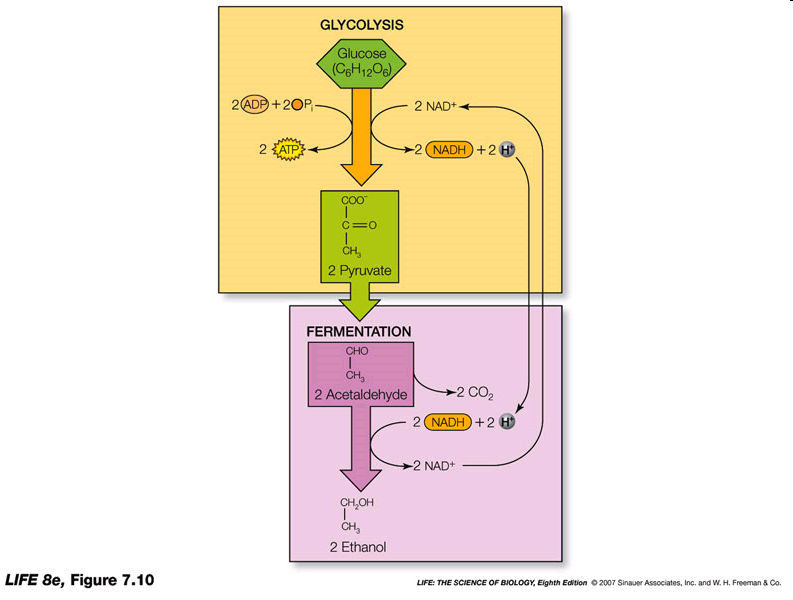 GLYCOLYSIS
Glucose
(C₆H₁₂O₆)
2 ADP + 2 Pᵢ
2 NAD⁺
2 ATP
2 NADH + 2 H⁺
COO⁻
C=O
CH₃
2 Pyruvate
FERMENTATION
CHO
CH₃
2 Acetaldehyde
2 CO₂
2 NADH + 2 H⁺
2 NAD⁺
CH₂OH
CH₃
2 Ethanol
LIFE 8e, Figure 7.10
LIFE: THE SCIENCE OF BIOLOGY, Eighth Edition © 2007 Sinauer Associates, Inc. and W. H. Freeman & Co.